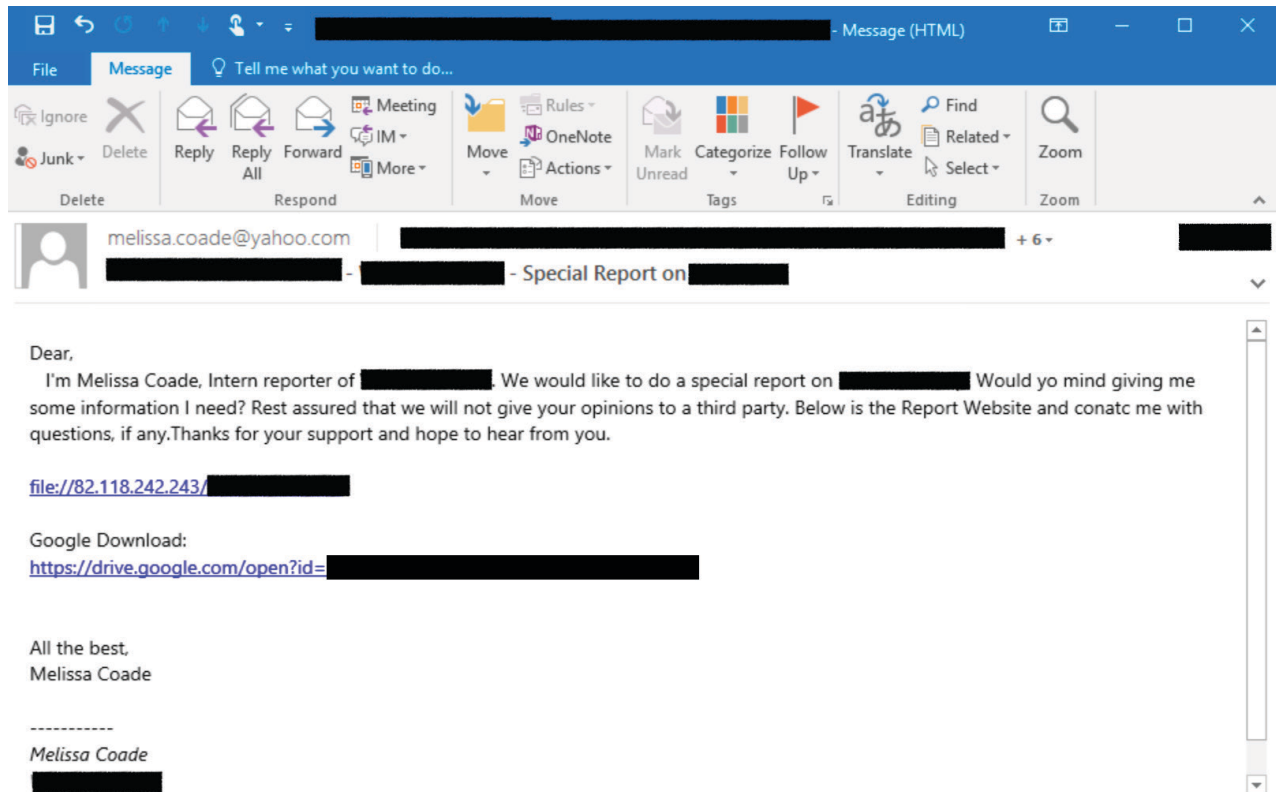 - Message (HTML)
File Message Tell me what you want to do...
Ignore
Junk
Delete
Reply
Reply All
Forward
Meeting
IM
More
Move
Rules
OneNote
Actions
Mark Unread
Categorize
Follow Up
Translate
Find
Related
Select
Zoom
Delete Respond Move Tags Editing Zoom
melissa.coade@yahoo.com + 6
- - Special Report on
Dear,
I'm Melissa Coade, Intern reporter of . We would like to do a special report on Would yo mind giving me
some information I need? Rest assured that we will not give your opinions to a third party. Below is the Report Website and conatc me with
questions, if any.Thanks for your support and hope to hear from you.
file://82.118.242.243/
Google Download:
https://drive.google.com/open?id=
All the best,
Melissa Coade
-----------
Melissa Coade